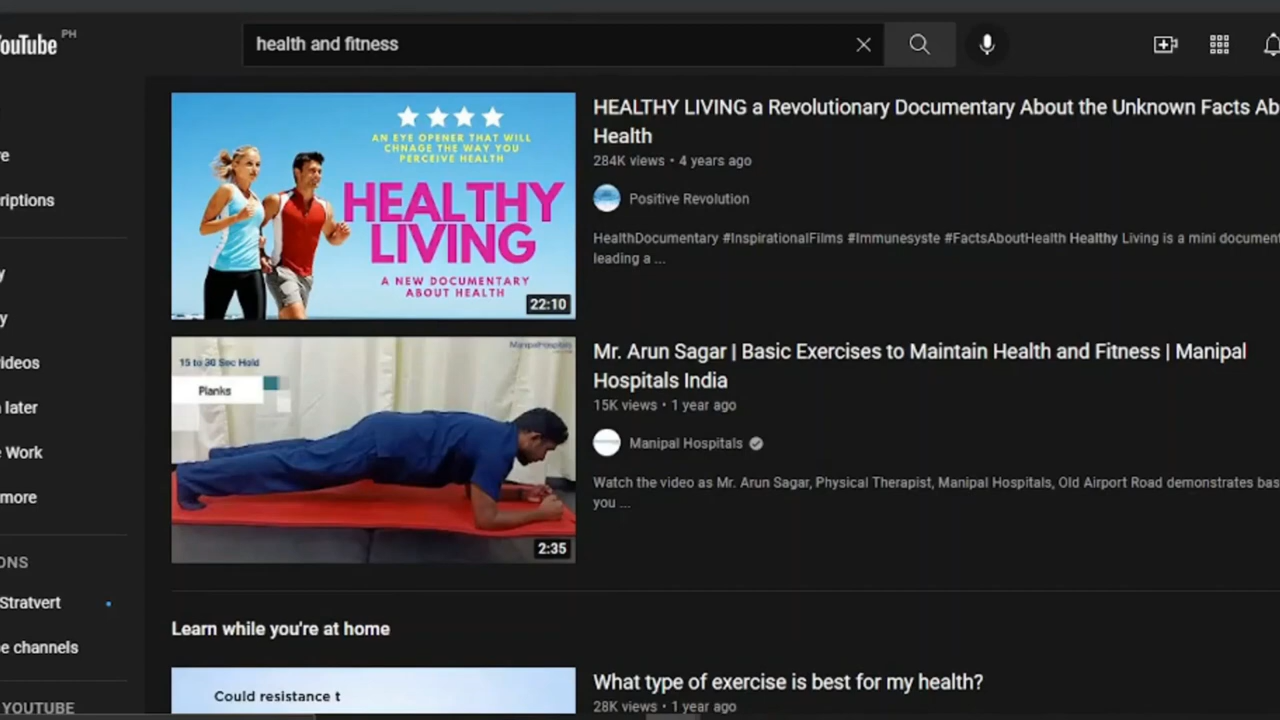 YouTube PH
health and fitness
re
riptions
y
y
videos
later
Work
more
ONS
Stratvert
e channels
YOUTUBE
AN EYE OPENER THAT WILL
CHNAGE THE WAY YOU
PERCEIVE HEALTH
HEALTHY
LIVING
A NEW DOCUMENTARY
ABOUT HEALTH
22:10
HEALTHY LIVING a Revolutionary Documentary About the Unknown Facts Ab
Health
284K views • 4 years ago
Positive Revolution
HealthDocumentary #InspirationalFilms #Immunesyste #FactsAboutHealth Healthy Living is a mini document
leading a ...
15 to 30 Sec Hold
ManipalHospitals
Planks
2:35
Mr. Arun Sagar | Basic Exercises to Maintain Health and Fitness | Manipal
Hospitals India
15K views • 1 year ago
Manipal Hospitals
Watch the video as Mr. Arun Sagar, Physical Therapist, Manipal Hospitals, Old Airport Road demonstrates bas
you ...
Learn while you're at home
Could resistance t
What type of exercise is best for my health?
28K views • 1 year ago